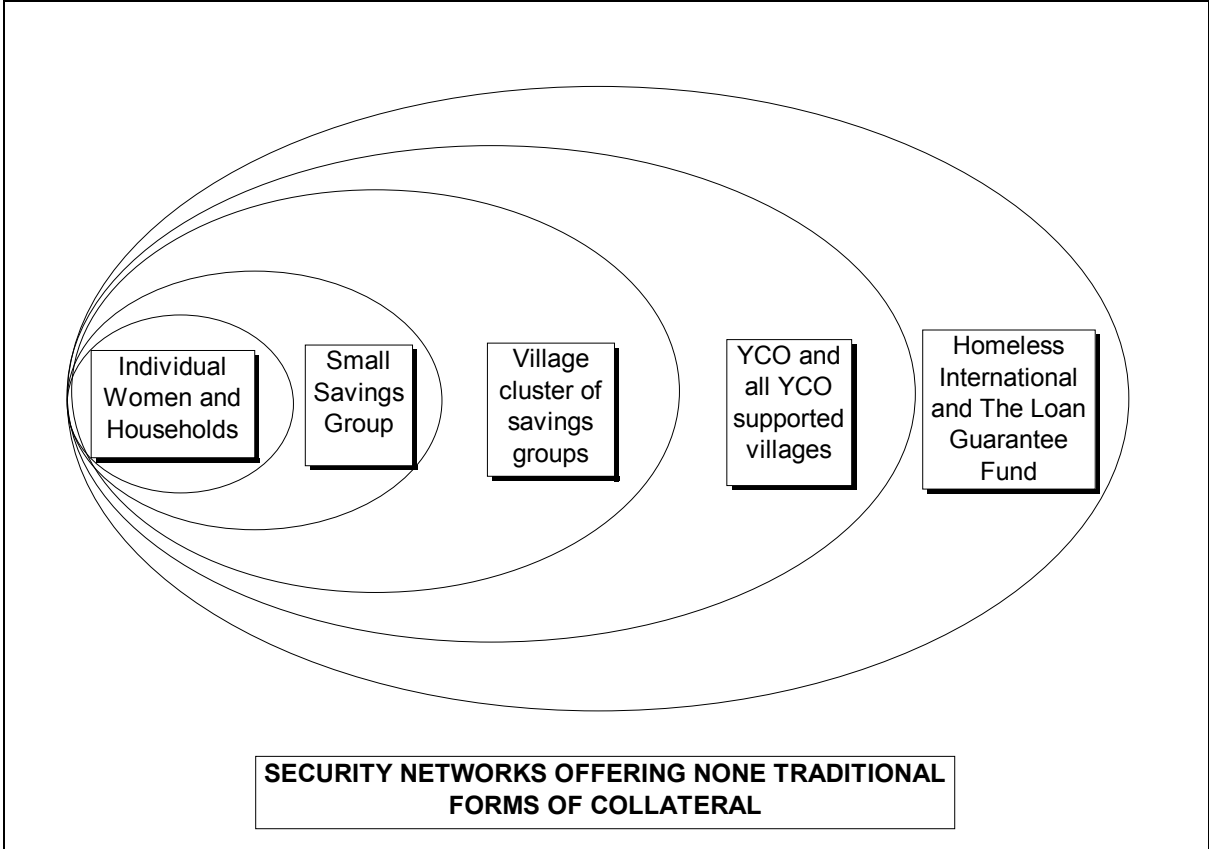 Individual
Women and
Households
Small
Savings
Group
Village
cluster of
savings
groups
YCO and
all YCO
supported
villages
Homeless
International
and The Loan
Guarantee
Fund
SECURITY NETWORKS OFFERING NONE TRADITIONAL
FORMS OF COLLATERAL